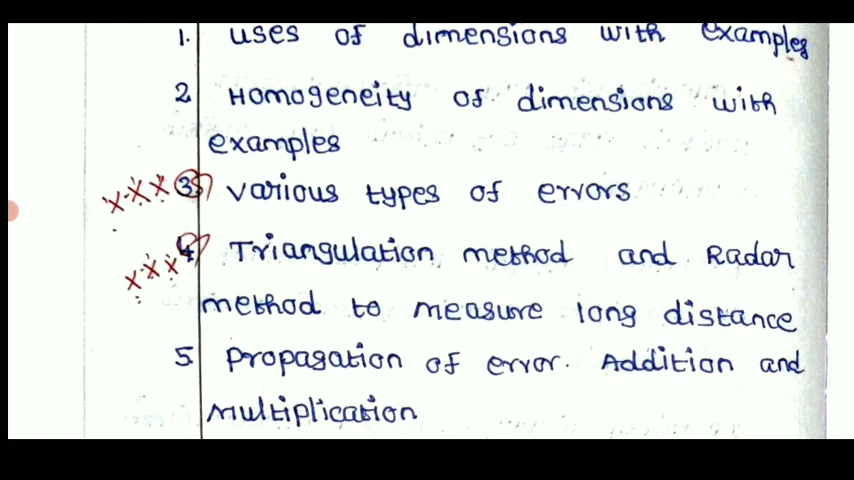 1. uses of dimensions with examples
2 Homogeneity of dimensions with
examples
x x x 3 various types of errors
x x x 4 Triangulation method and Radar
method to measure long distance
5. Propagation of error. Addition and
Multiplication